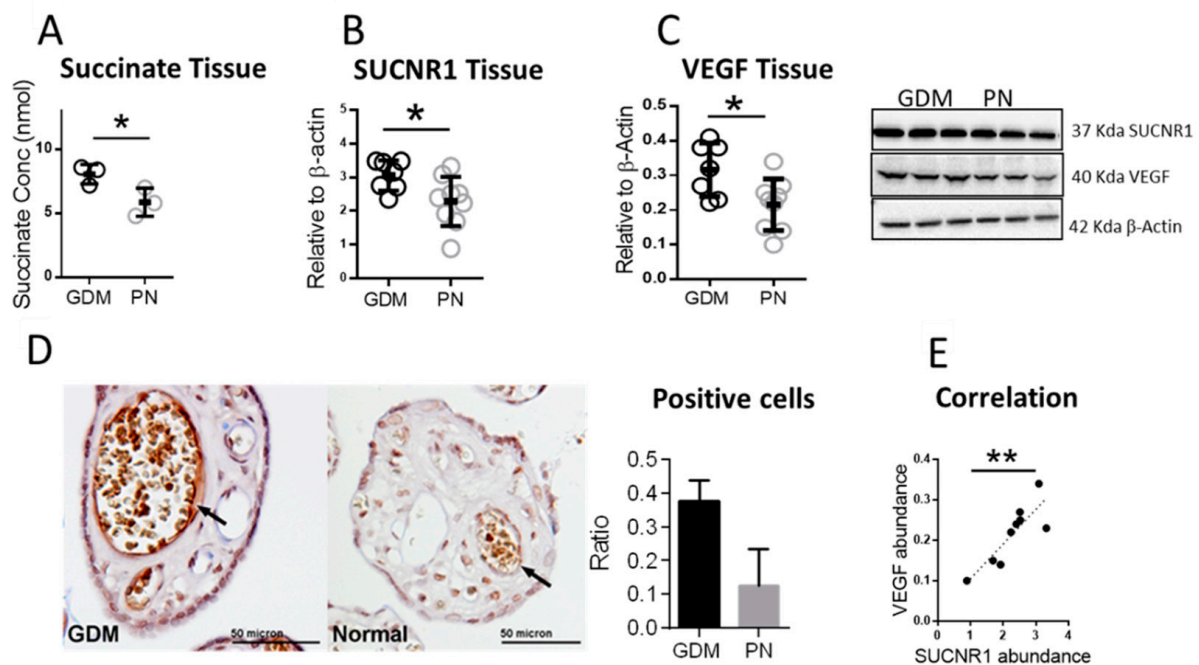 A
Succinate Tissue
Succinate Conc (nmol)
10
5
0
*
GDM PN
B
SUCNR1 Tissue
Relative to β-actin
5
4
3
2
1
0
*
GDM PN
C
VEGF Tissue
Relative to β-Actin
0.5
0.4
0.3
0.2
0.1
0.0
*
GDM PN
GDM PN
37 Kda SUCNR1
40 Kda VEGF
42 Kda β-Actin
D
GDM
50 micron
Normal
50 micron
Positive cells
Ratio
0.5
0.4
0.3
0.2
0.1
0.0
GDM PN
E
Correlation
**
VEGF abundance
0.4
0.3
0.2
0.1
0.0
0 1 2 3 4
SUCNR1 abundance